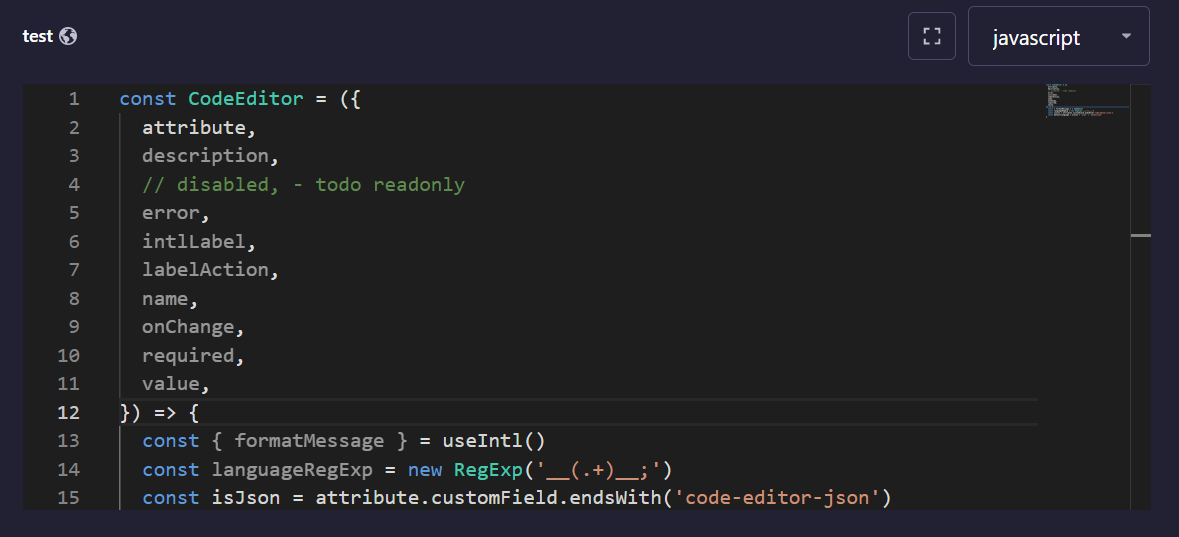 test
javascript
1 const CodeEditor = ({
2 attribute,
3 description,
4 // disabled, - todo readonly
5 error,
6 intlLabel,
7 labelAction,
8 name,
9 onChange,
10 required,
11 value,
12 }) => {
13 const { formatMessage } = useIntl()
14 const languageRegExp = new RegExp('__(.+)__;')
15 const isJson = attribute.customField.endsWith('code-editor-json')